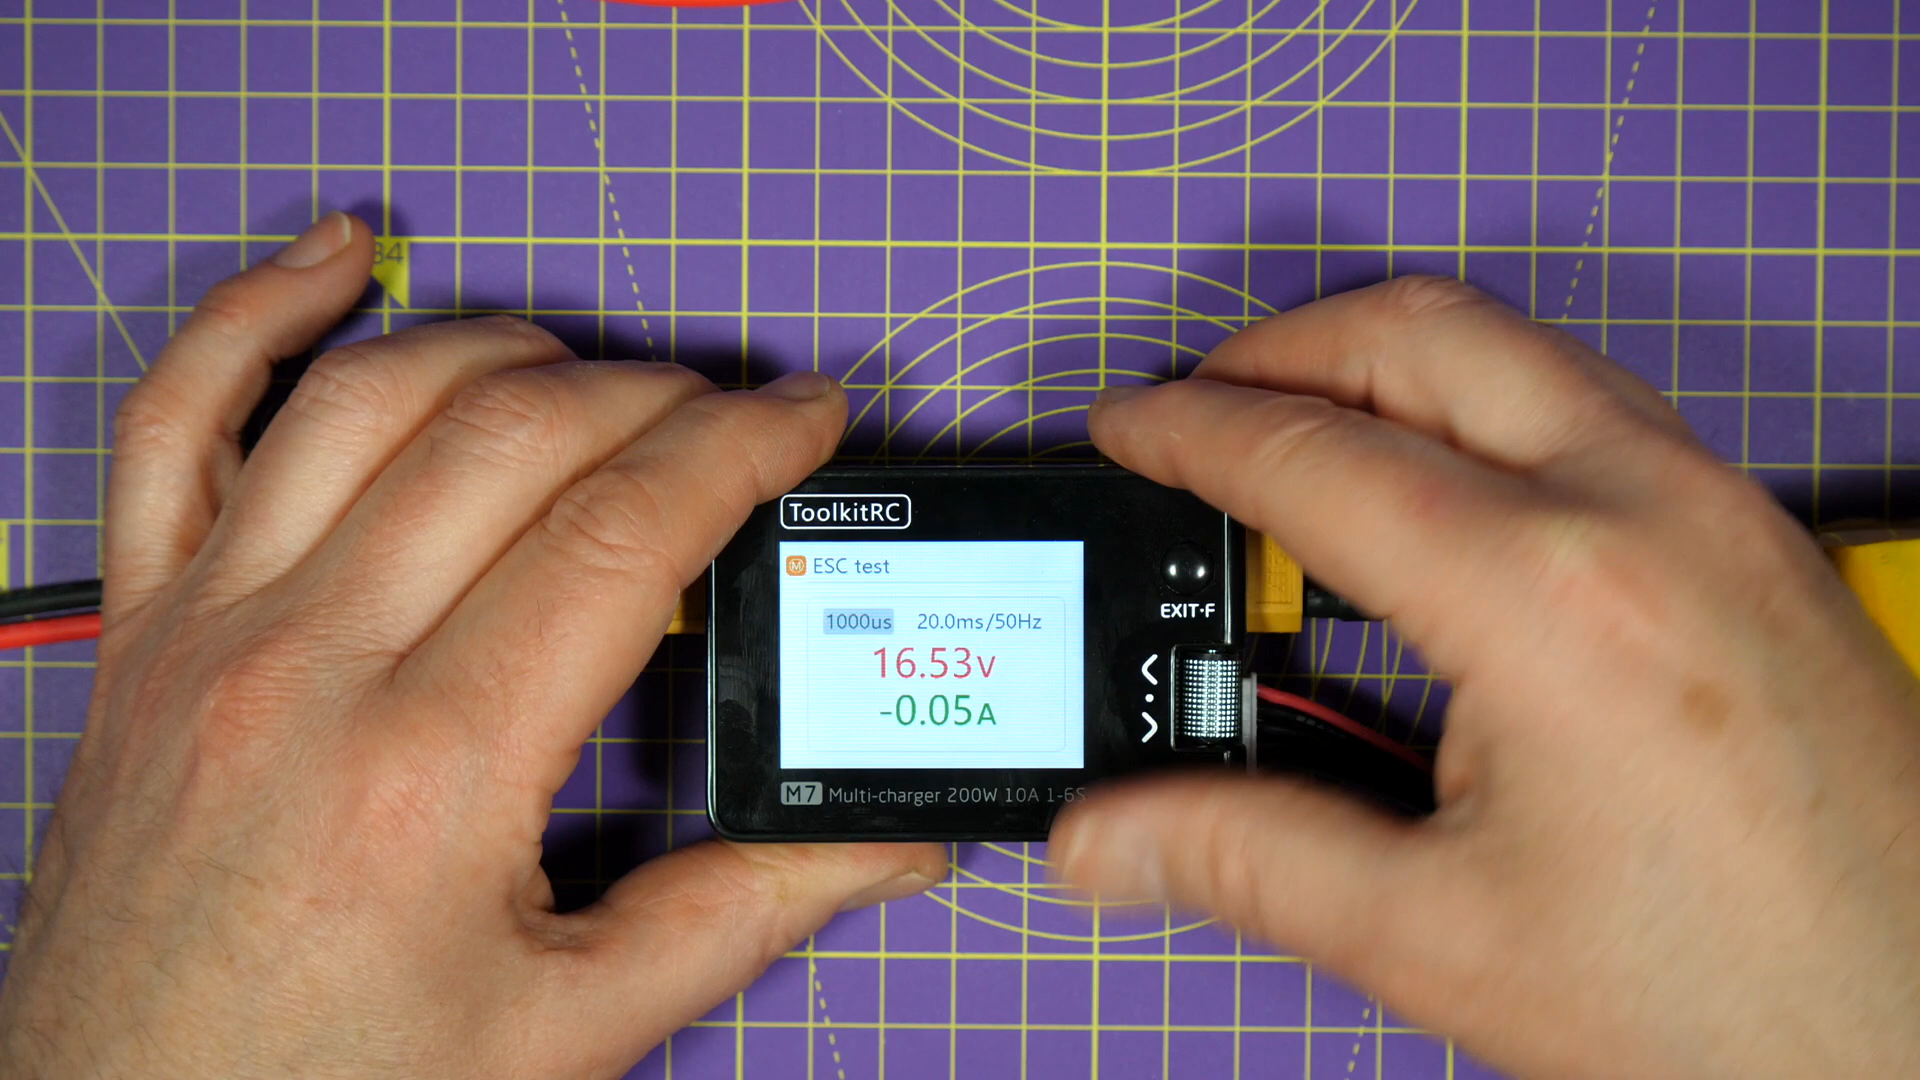 34
ToolkitRC
ESC test
1000us 20.0ms/50Hz
16.53V
-0.05A
EXIT·F
M7 Multi-charger 200W 10A 1-6S